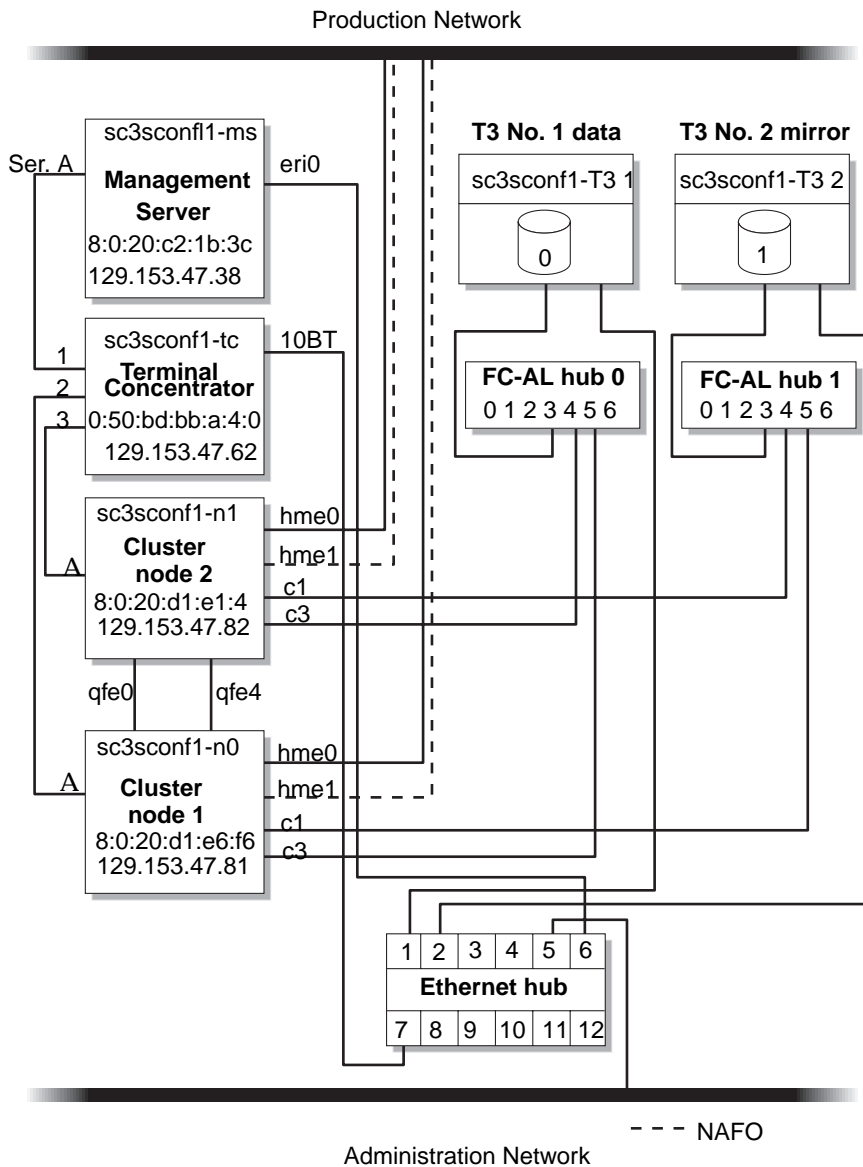 Production Network
sc3sconfl1-ms
Ser. A
Management
Server
8:0:20:c2:1b:3c
129.153.47.38
eri0
T3 No. 1 data
sc3sconf1-T3 1
0
T3 No. 2 mirror
sc3sconf1-T3 2
1
sc3sconf1-tc
Terminal
Concentrator
0:50:bd:bb:a:4:0
129.153.47.62
1
2
3
10BT
FC-AL hub 0
0 1 2 3 4 5 6
FC-AL hub 1
0 1 2 3 4 5 6
sc3sconf1-n1
Cluster
node 2
8:0:20:d1:e1:4
129.153.47.82
A
hme0
hme1
c1
c3
qfe0
qfe4
sc3sconf1-n0
Cluster
node 1
8:0:20:d1:e6:f6
129.153.47.81
A
hme0
hme1
c1
c3
1 2 3 4 5 6
Ethernet hub
7 8 9 10 11 12
NAFO
Administration Network